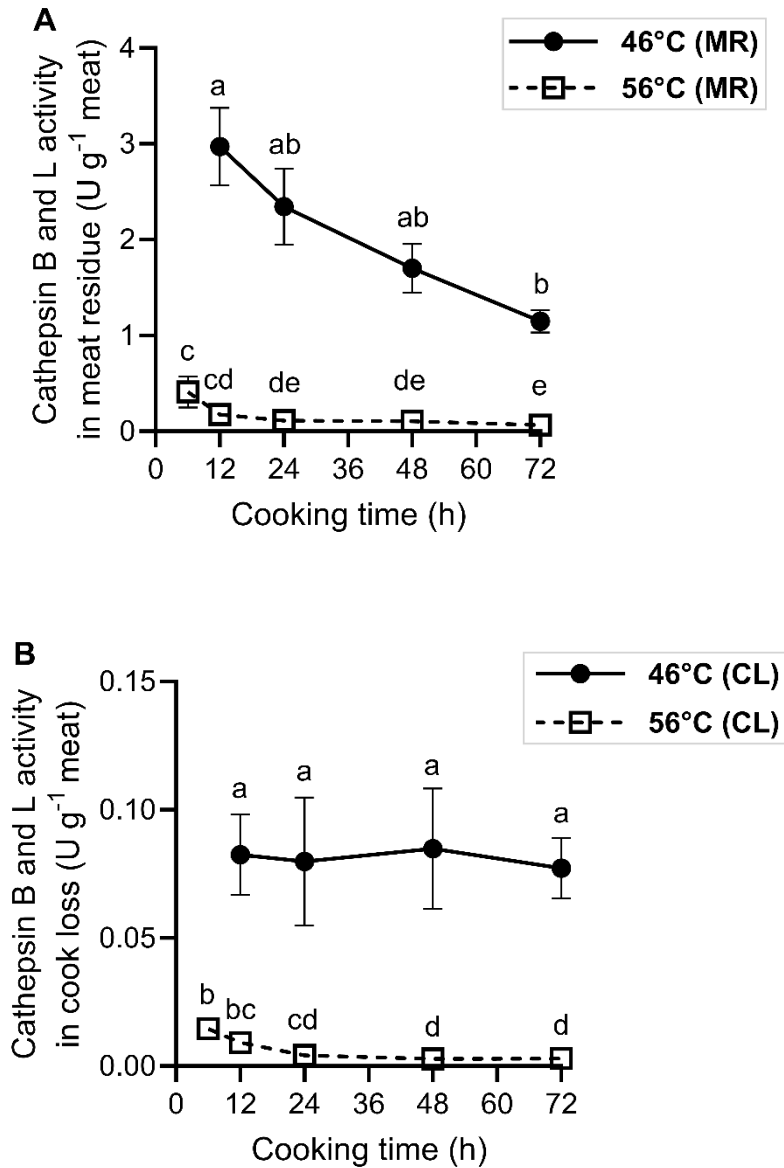 A
Cathepsin B and L activity
in meat residue (U g⁻¹ meat)
46°C (MR)
56°C (MR)
4
3
2
1
0
a
ab
ab
b
c
cd
de
de
e
0 12 24 36 48 60 72
Cooking time (h)
B
Cathepsin B and L activity
in cook loss (U g⁻¹ meat)
46°C (CL)
56°C (CL)
0.15
0.10
0.05
0.00
a
a
a
a
b
bc
cd
d
d
0 12 24 36 48 60 72
Cooking time (h)